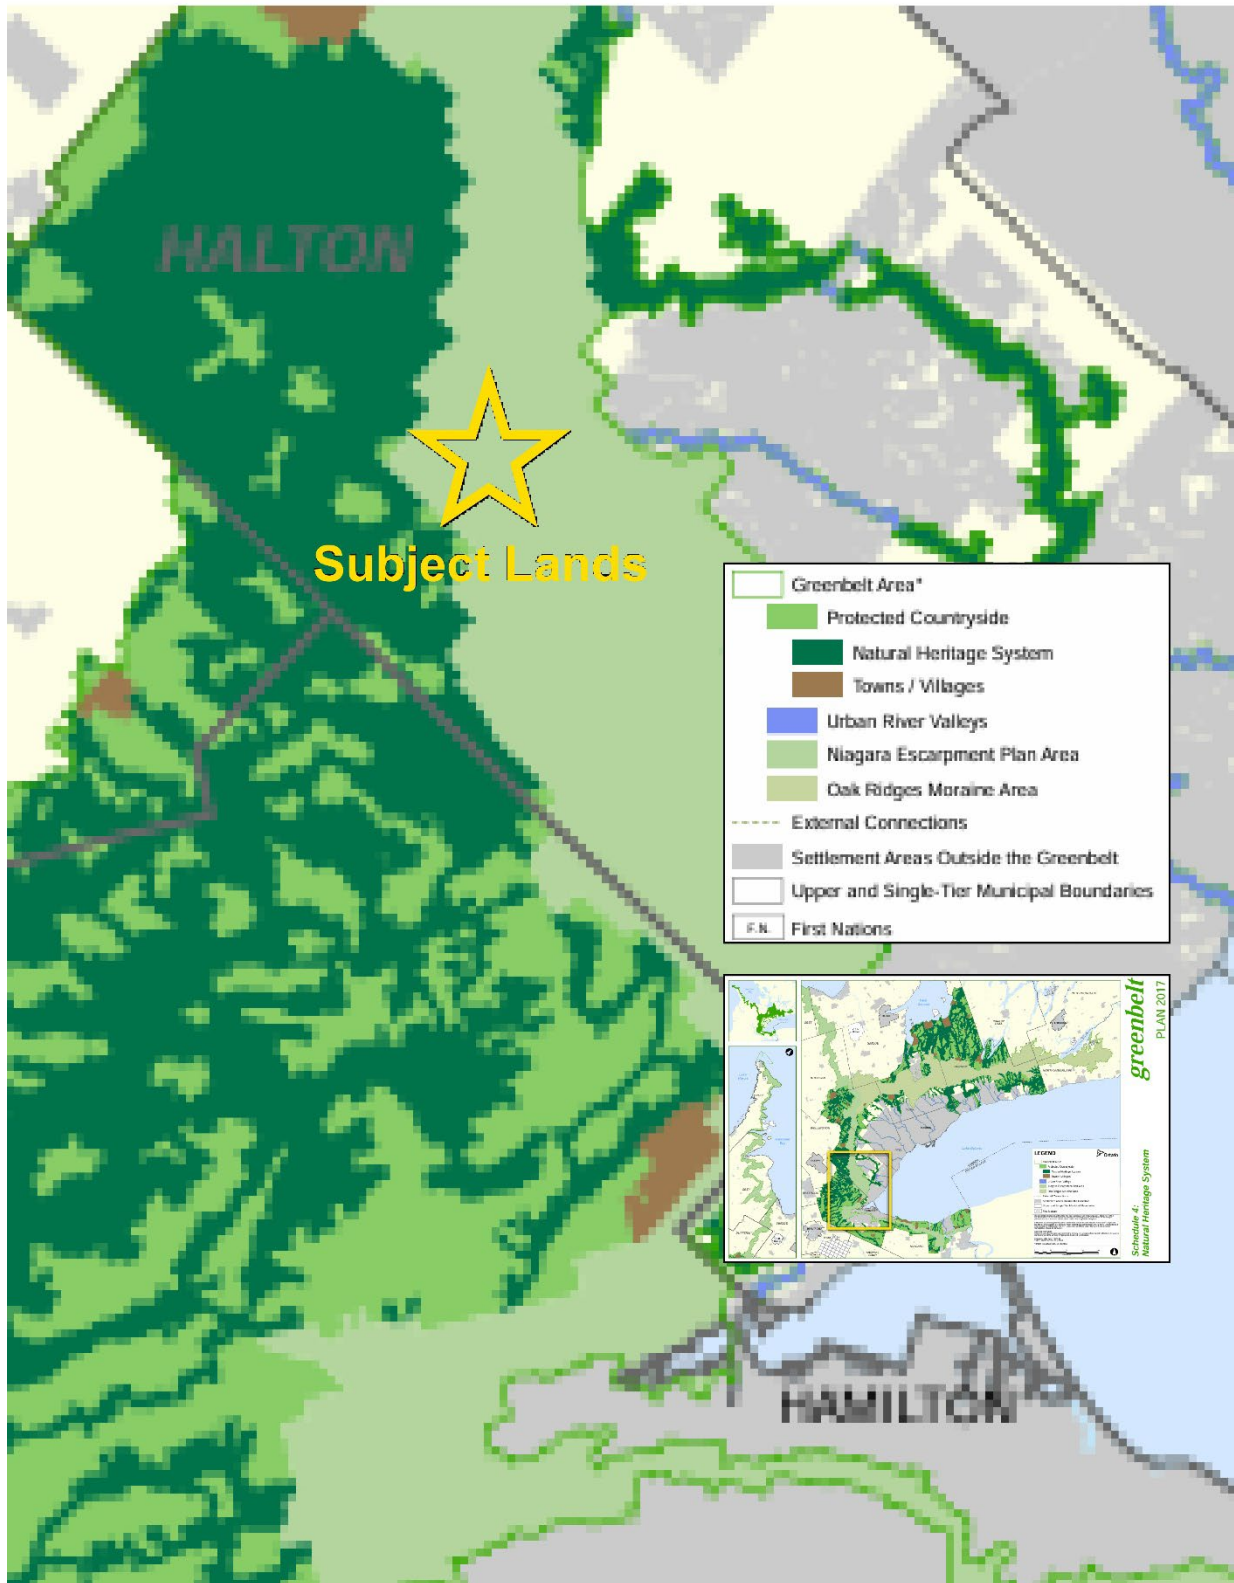 HALTON
Subject Lands
Greenbelt Area*
Protected Countryside
Natural Heritage System
Towns / Villages
Urban River Valleys
Niagara Escarpment Plan Area
Oak Ridges Moraine Area
External Connections
Settlement Areas Outside the Greenbelt
Upper and Single-Tier Municipal Boundaries
F.N. First Nations
greenbelt
PLAN 2017
Schedule 4:
Natural Heritage System
LEGEND
HAMILTON